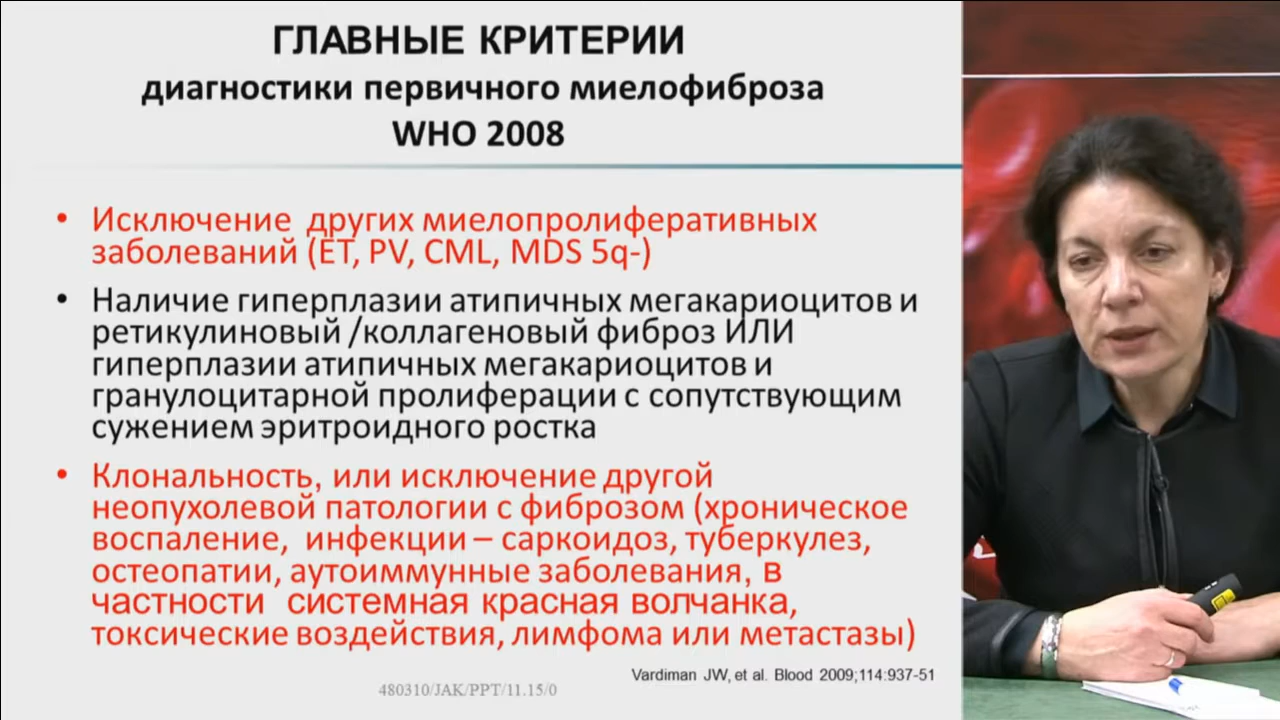 ГЛАВНЫЕ КРИТЕРИИ
диагностики первичного миелофиброза
WHO 2008
• Исключение других миелопролиферативных
заболеваний (ET, PV, CML, MDS 5q-)
• Наличие гиперплазии атипичных мегакариоцитов и
ретикулиновый /коллагеновый фиброз ИЛИ
гиперплазии атипичных мегакариоцитов и
гранулоцитарной пролиферации с сопутствующим
сужением эритроидного ростка
• Клональность, или исключение другой
неопухолевой патологии с фиброзом (хроническое
воспаление, инфекции – саркоидоз, туберкулез,
остеопатии, аутоиммунные заболевания, в
частности системная красная волчанка,
токсические воздействия, лимфома или метастазы)
Vardiman JW, et al. Blood 2009;114:937-51
480310/JAK/PPT/11.15/0